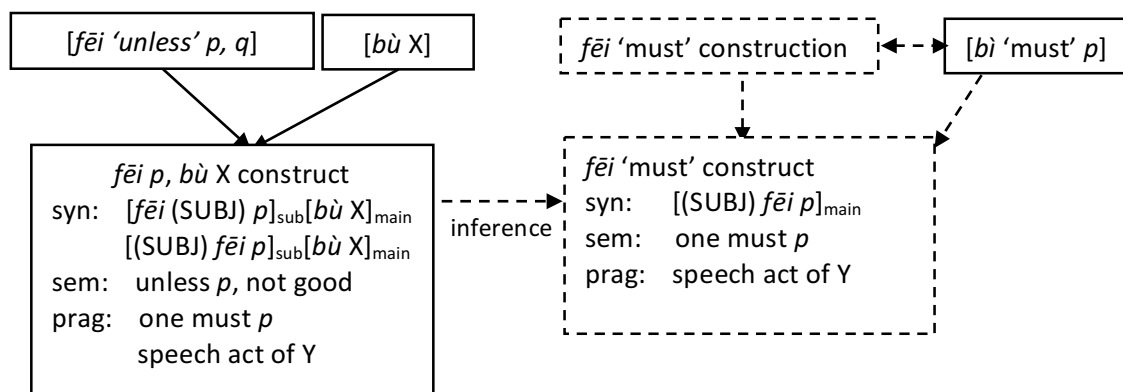 [fēi ‘unless’ p, q]
[bù X]
fēi ‘must’ construction
[bì ‘must’ p]
fēi p, bù X construct
syn: [fēi (SUBJ) p]sub[bù X]main
[(SUBJ) fēi p]sub[bù X]main
sem: unless p, not good
prag: one must p
speech act of Y
inference
fēi ‘must’ construct
syn: [(SUBJ) fēi p]main
sem: one must p
prag: speech act of Y